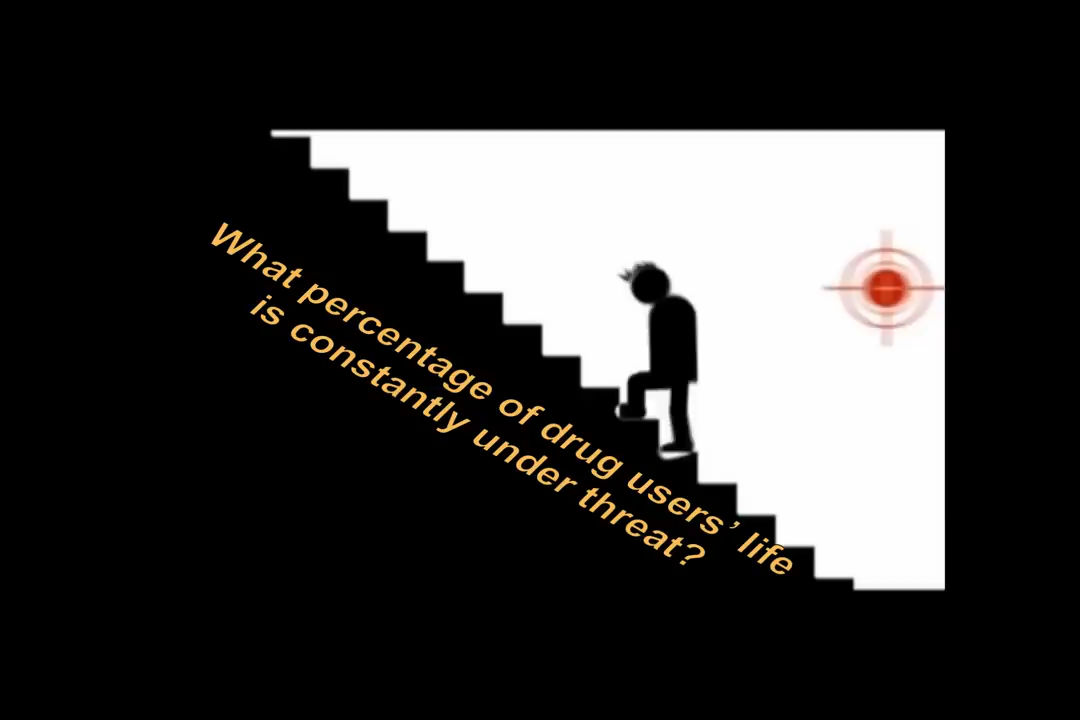 What percentage of drug users’ life
is constantly under threat?